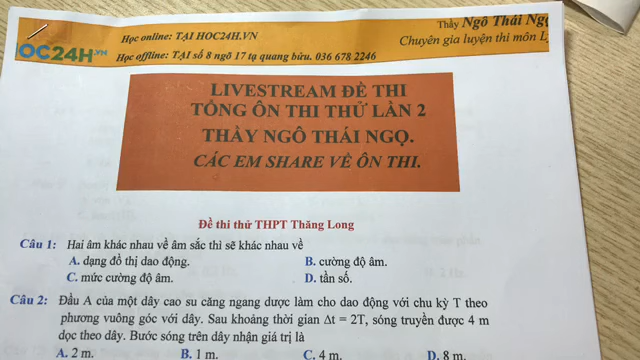 OC24H.VN
Học online: TẠI HOC24H.VN
Học offline: TẠI số 8 ngõ 17 tạ quang bửu. 036 678 2246
Thầy Ngô Thái
Chuyên gia luyện thi môn
LIVESTREAM ĐỀ THI
TỔNG ÔN THI THỬ LẦN 2
THẦY NGÔ THÁI NGỌ.
CÁC EM SHARE VỀ ÔN THI.
Đề thi thử THPT Thăng Long
Câu 1: Hai âm khác nhau về âm sắc thì sẽ khác nhau về
A. dạng đồ thị dao động. B. cường độ âm.
C. mức cường độ âm. D. tần số.
Câu 2: Đầu A của một dây cao su căng ngang được làm cho dao động với chu kỳ T theo
phương vuông góc với dây. Sau khoảng thời gian Δt = 2T, sóng truyền được 4 m
dọc theo dây. Bước sóng trên dây nhận giá trị là
A. 2 m. B. 1 m. C. 4 m. D. 8 m.